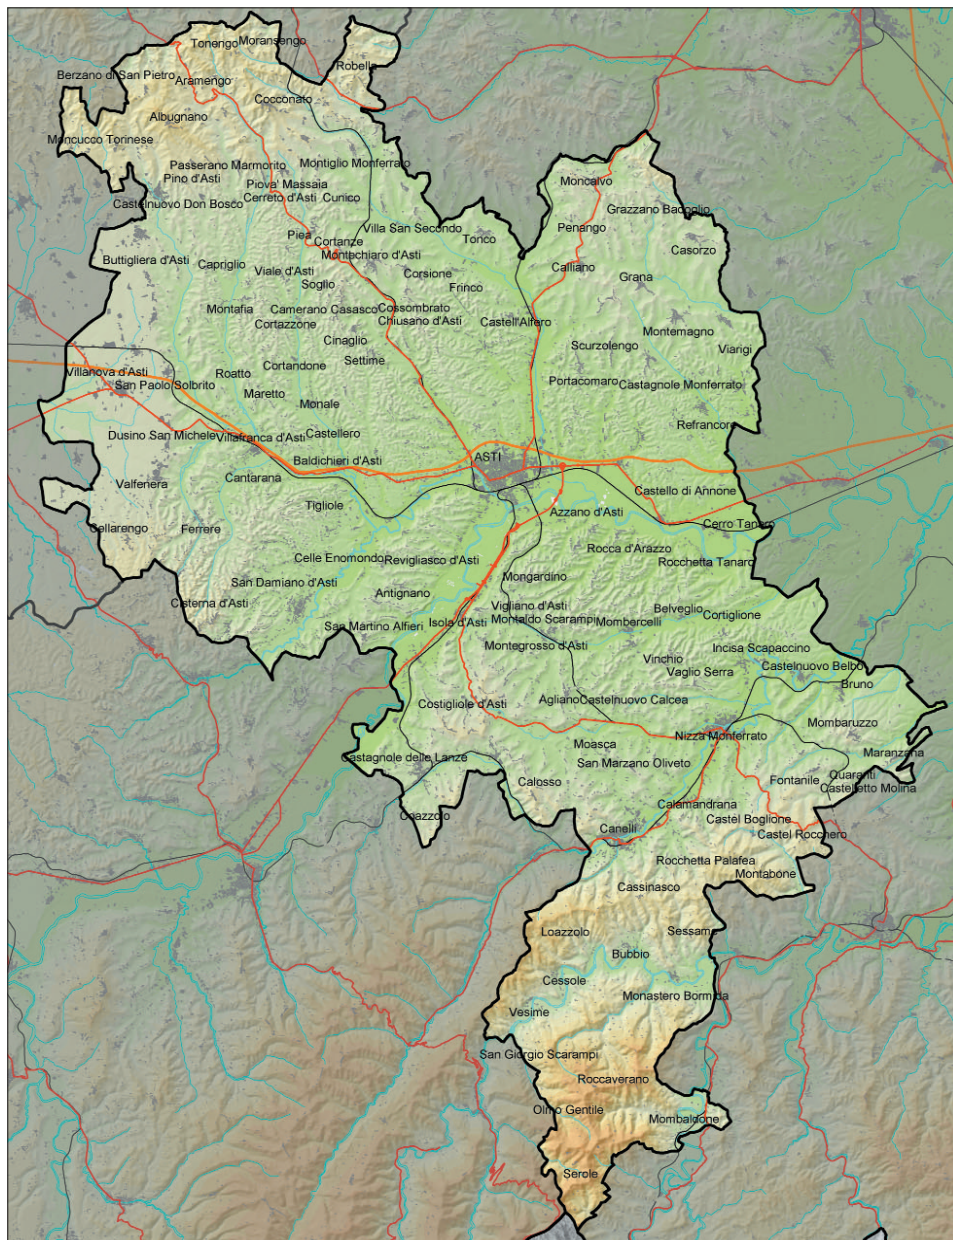 Tonengo
Moransengo
Robella
Berzano di San Pietro
Aramengo
Cocconato
Albugnano
Moncucco Torinese
Passerano Marmorito
Montiglio Monferrato
Pino d'Asti
Piova' Massaia
Moncalvo
Castelnuovo Don Bosco
Cerreto d'Asti
Cunico
Grazzano Badoglio
Villa San Secondo
Penango
Piea
Cortanze
Tonco
Montechiaro d'Asti
Casorzo
Buttigliera d'Asti
Capriglio
Viale d'Asti
Corsione
Calliano
Soglio
Frinco
Grana
Montafia
Camerano Casasco
Cossombrato
Cortazzone
Chiusano d'Asti
Castell'Alfero
Montemagno
Cinaglio
Scurzolengo
Viarigi
Settime
Villanova d'Asti
Roatto
Cortandone
San Paolo Solbrito
Portacomaro
Castagnole Monferrato
Maretto
Monale
Refrancore
Dusino San Michele
Villafranca d'Asti
Castellero
ASTI
Baldichieri d'Asti
Valfenera
Cantarana
Castello di Annone
Tigliole
Azzano d'Asti
Cellarengo
Ferrere
Cerro Tanaro
Rocca d'Arazzo
Celle Enomondo
Revigliasco d'Asti
Rocchetta Tanaro
Mongardino
San Damiano d'Asti
Antignano
Cisterna d'Asti
Vigliano d'Asti
Belveglio
Cortiglione
San Martino Alfieri
Isola d'Asti
Montaldo Scarampi
Mombercelli
Montegrosso d'Asti
Incisa Scapaccino
Vinchio
Castelnuovo Belbo
Vaglio Serra
Bruno
Costigliole d'Asti
Agliano
Castelnuovo Calcea
Mombaruzzo
Nizza Monferrato
Moasca
Maranzana
Castagnole delle Lanze
San Marzano Oliveto
Calosso
Fontanile
Quaranti
Castelletto Molina
Coazzolo
Calamandrana
Castel Boglione
Canelli
Castel Rocchero
Rocchetta Palafea
Montabone
Cassinasco
Loazzolo
Sessame
Bubbio
Cessole
Monastero Bormida
Vesime
San Giorgio Scarampi
Roccaverano
Olmo Gentile
Mombaldone
Serole